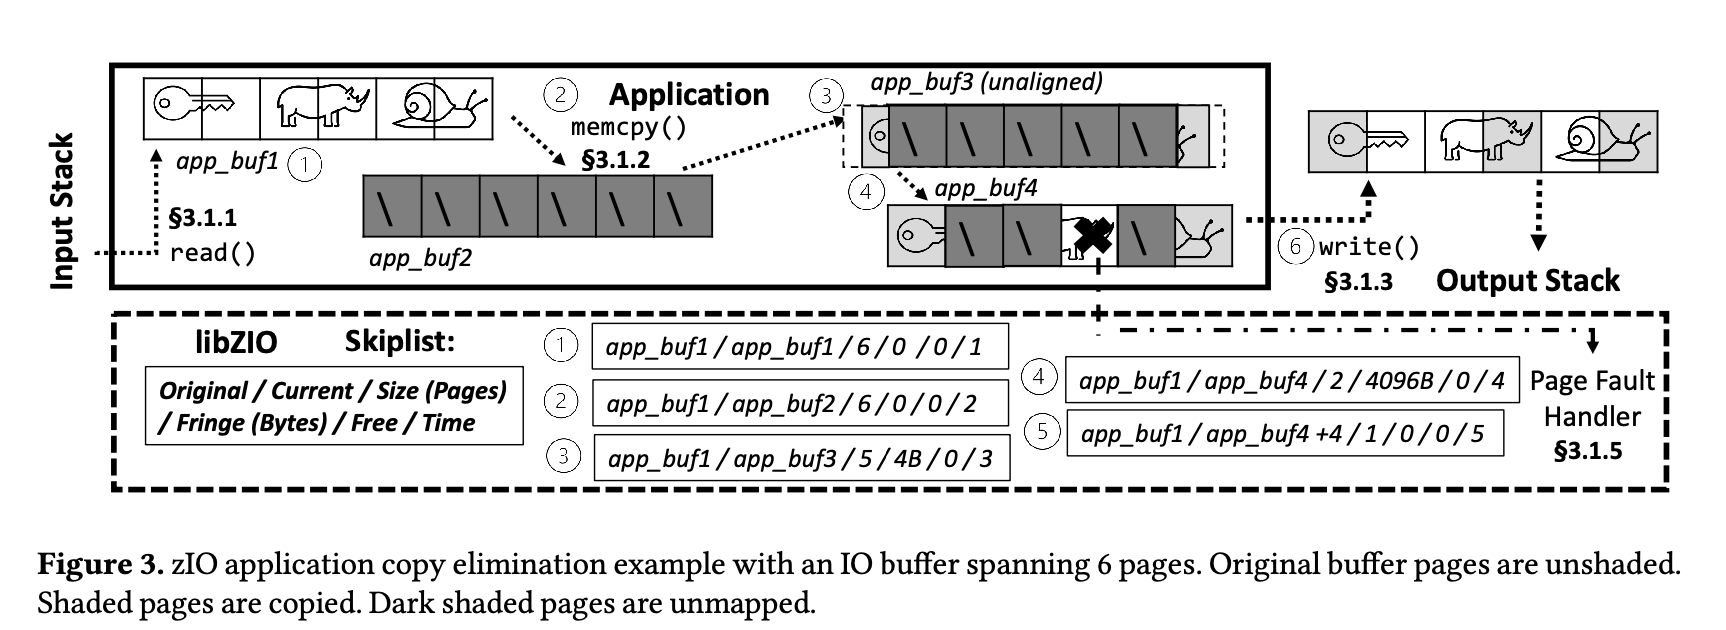 Input Stack
app_buf1 ①
§3.1.1
read()
② Application
memcpy()
§3.1.2
app_buf2
③ app_buf3 (unaligned)
④ app_buf4
⑥ write()
§3.1.3
Output Stack
libZIO Skiplist:
Original / Current / Size (Pages)
/ Fringe (Bytes) / Free / Time
① app_buf1 / app_buf1 / 6 / 0 / 0 / 1
② app_buf1 / app_buf2 / 6 / 0 / 0 / 2
③ app_buf1 / app_buf3 / 5 / 4B / 0 / 3
④ app_buf1 / app_buf4 / 2 / 4096B / 0 / 4
⑤ app_buf1 / app_buf4 +4 / 1 / 0 / 0 / 5
Page Fault
Handler
§3.1.5
Figure 3. zIO application copy elimination example with an IO buffer spanning 6 pages. Original buffer pages are unshaded.
Shaded pages are copied. Dark shaded pages are unmapped.